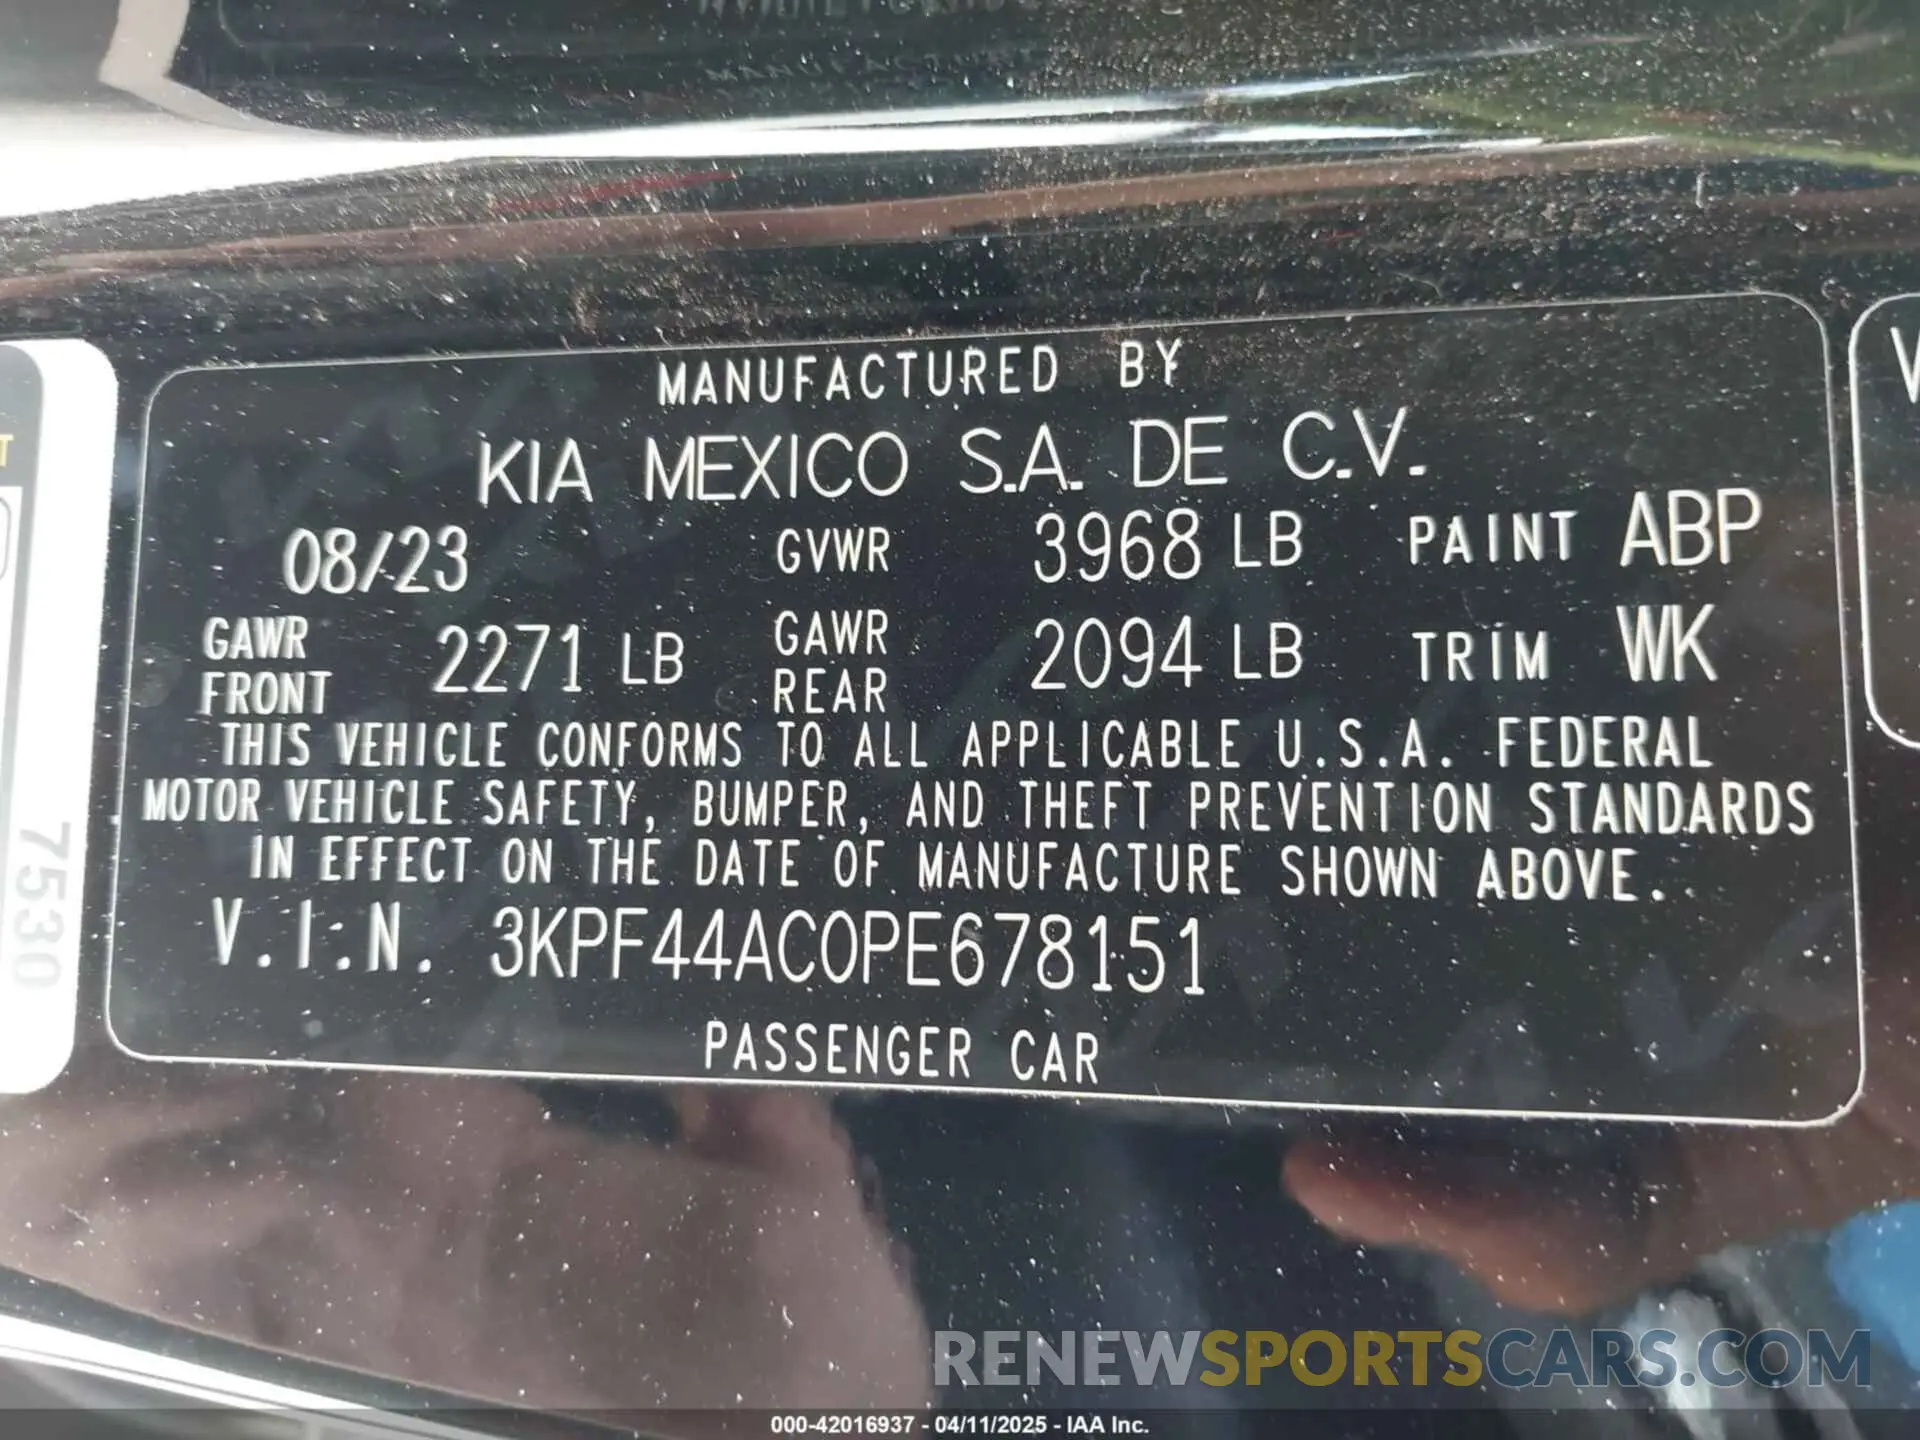 MANUFACTURED BY
KIA MEXICO S.A. DE C.V.
08/23 GVWR 3968 LB PAINT ABP
GAWR FRONT 2271 LB GAWR REAR 2094 LB TRIM WK
THIS VEHICLE CONFORMS TO ALL APPLICABLE U.S.A. FEDERAL
MOTOR VEHICLE SAFETY, BUMPER, AND THEFT PREVENTION STANDARDS
IN EFFECT ON THE DATE OF MANUFACTURE SHOWN ABOVE.
V.I.N. 3KPF44AC0PE678151
PASSENGER CAR
7530
RENEWSPORTSCARS.COM
000-42016937 - 04/11/2025 - IAA Inc.